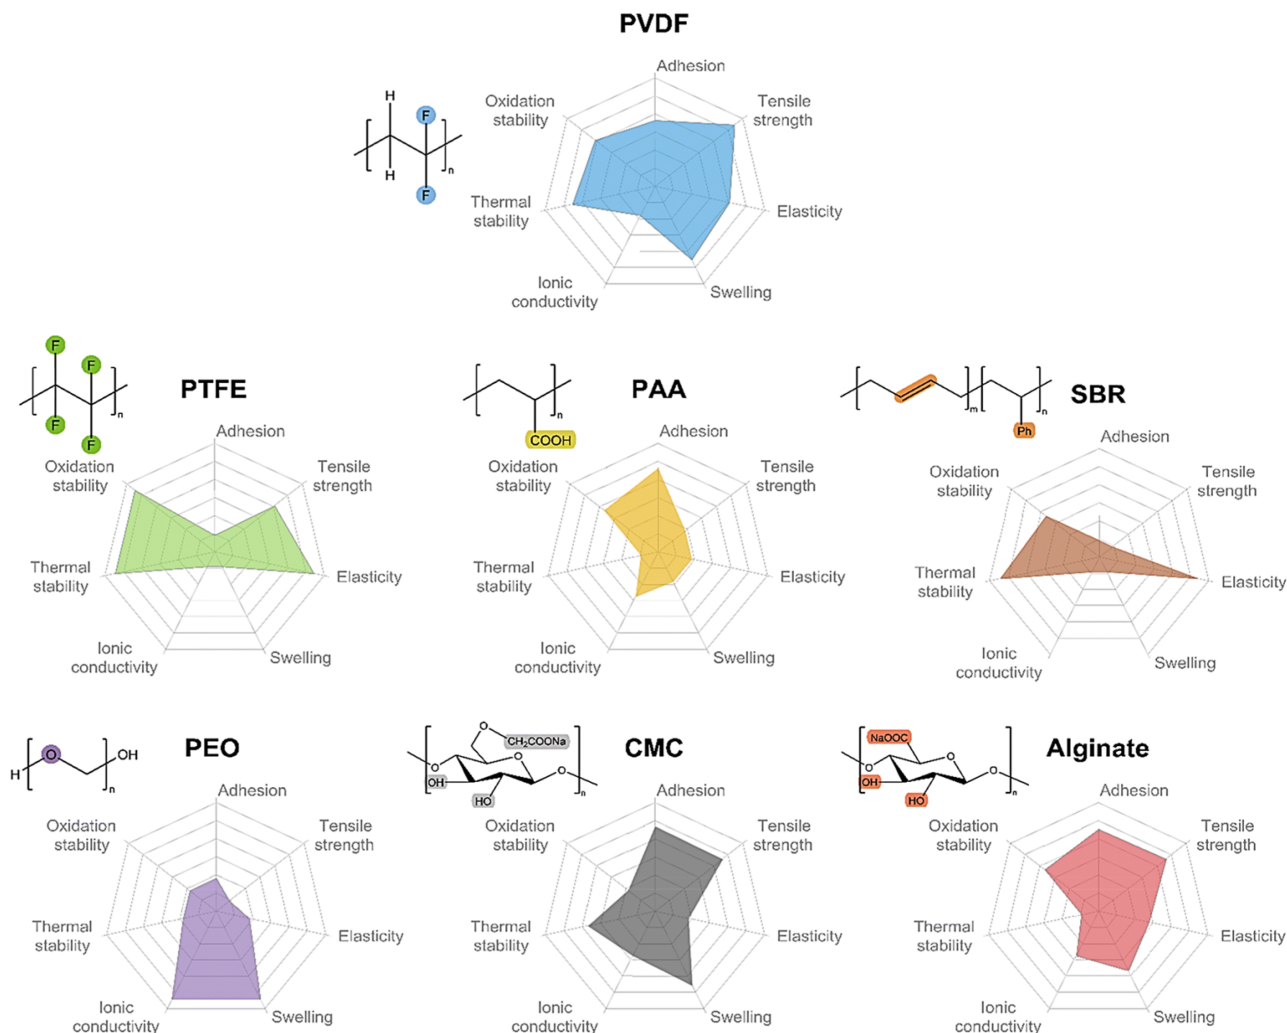 PVDF
Adhesion
Oxidation
stability
Tensile
strength
H
F
n
H
F
Thermal
stability
Elasticity
Ionic
conductivity
Swelling
F
F
n
F
F
PTFE
Adhesion
Oxidation
stability
Tensile
strength
Thermal
stability
Elasticity
Ionic
conductivity
Swelling
n
COOH
PAA
Adhesion
Oxidation
stability
Tensile
strength
Thermal
stability
Elasticity
Ionic
conductivity
Swelling
m
n
Ph
SBR
Adhesion
Oxidation
stability
Tensile
strength
Thermal
stability
Elasticity
Ionic
conductivity
Swelling
H
O
OH
n
PEO
Adhesion
Oxidation
stability
Tensile
strength
Thermal
stability
Elasticity
Ionic
conductivity
Swelling
O
CH2COONa
O
O
O
OH
HO
n
CMC
Adhesion
Oxidation
stability
Tensile
strength
Thermal
stability
Elasticity
Ionic
conductivity
Swelling
NaOOC
O
O
O
OH
HO
n
Alginate
Adhesion
Oxidation
stability
Tensile
strength
Thermal
stability
Elasticity
Ionic
conductivity
Swelling